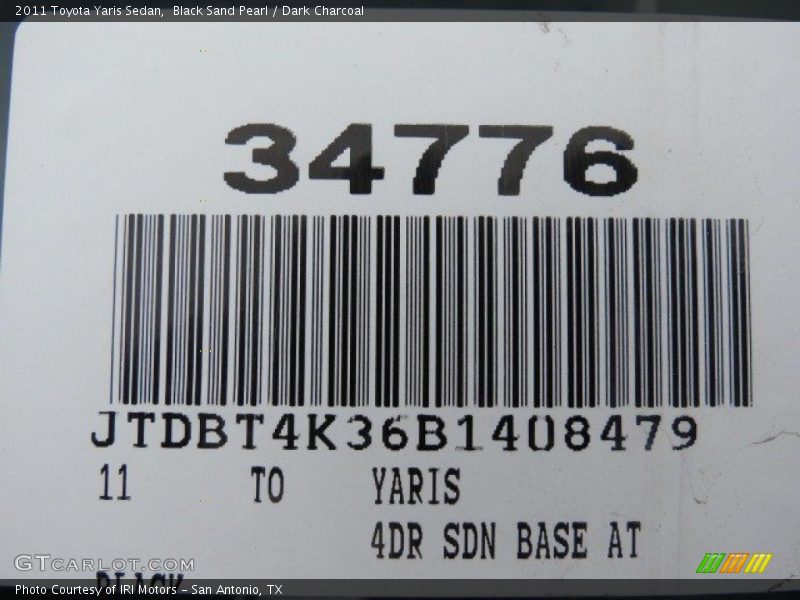 2011 Toyota Yaris Sedan, Black Sand Pearl / Dark Charcoal
34776
JTDBT4K36B1408479
11 TO YARIS
4DR SDN BASE AT
GTCARLOT.COM
BLACK
Photo Courtesy of IRI Motors - San Antonio, TX